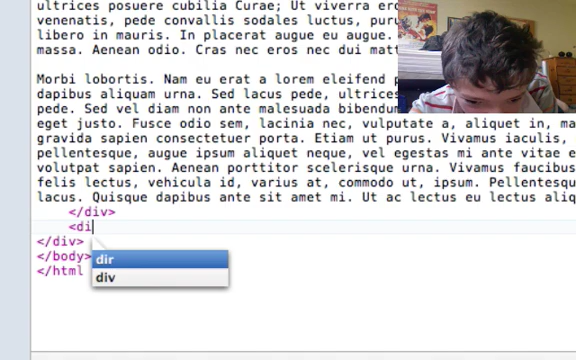 ultrices posuere cubilia Curae; Ut viverra ero
venenatis, pede convallis sodales luctus, puru
libero in mauris. In placerat augue eu augue.
massa. Aenean odio. Cras nec orci nec dui matt
Morbi lobortis. Nam eu erat a lorem eleifend p
dapibus aliquam urna. Sed lacus pede, ultrices
pede. Sed vel diam non ante malesuada bibendum
eget justo. Fusce odio sem, lacinia nec, vulputate a, aliquet in, ma
gravida sapien consectetuer porta. Etiam ut purus. Vivamus iaculis,
pellentesque, augue ipsum aliquet neque, vel egestas mi ante vitae e
volutpat sapien. Aenean porttitor scelerisque urna. Vivamus faucibus
felis lectus, vehicula id, varius at, commodo ut, ipsum. Pellentesqu
lacus. Quisque dapibus ante sit amet mi. Ut ac lectus eu lectus aliq
</div>
<di
</div>
</body>
</html
dir
div